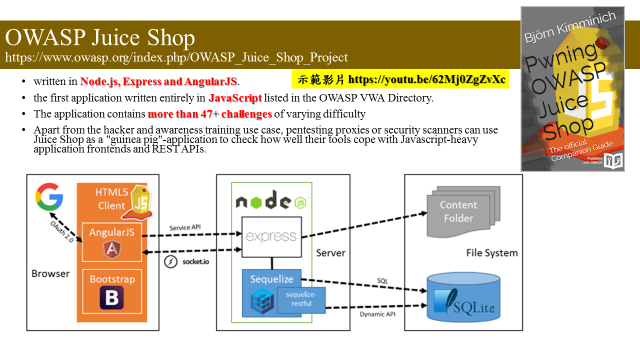 OWASP Juice Shop
https://www.owasp.org/index.php/OWASP_Juice_Shop_Project
Björn Kimminich
Pwning
OWASP
Juice
Shop
The official
Companion Guide
• written in Node.js, Express and AngularJS.
示範影片 https://youtu.be/62Mj0ZgZvXc
• the first application written entirely in JavaScript listed in the OWASP VWA Directory.
• The application contains more than 47+ challenges of varying difficulty
• Apart from the hacker and awareness training use case, pentesting proxies or security scanners can use
Juice Shop as a "guinea pig"-application to check how well their tools cope with Javascript-heavy
application frontends and REST APIs.
G
OAuth 2.0
HTML5
Client
JS
AngularJS
A
Bootstrap
B
Browser
Service API
socket.io
node
JS
express
Server
Sequelize
sequelize-
restful
SQL
Dynamic API
Content
Folder
File System
SQLite